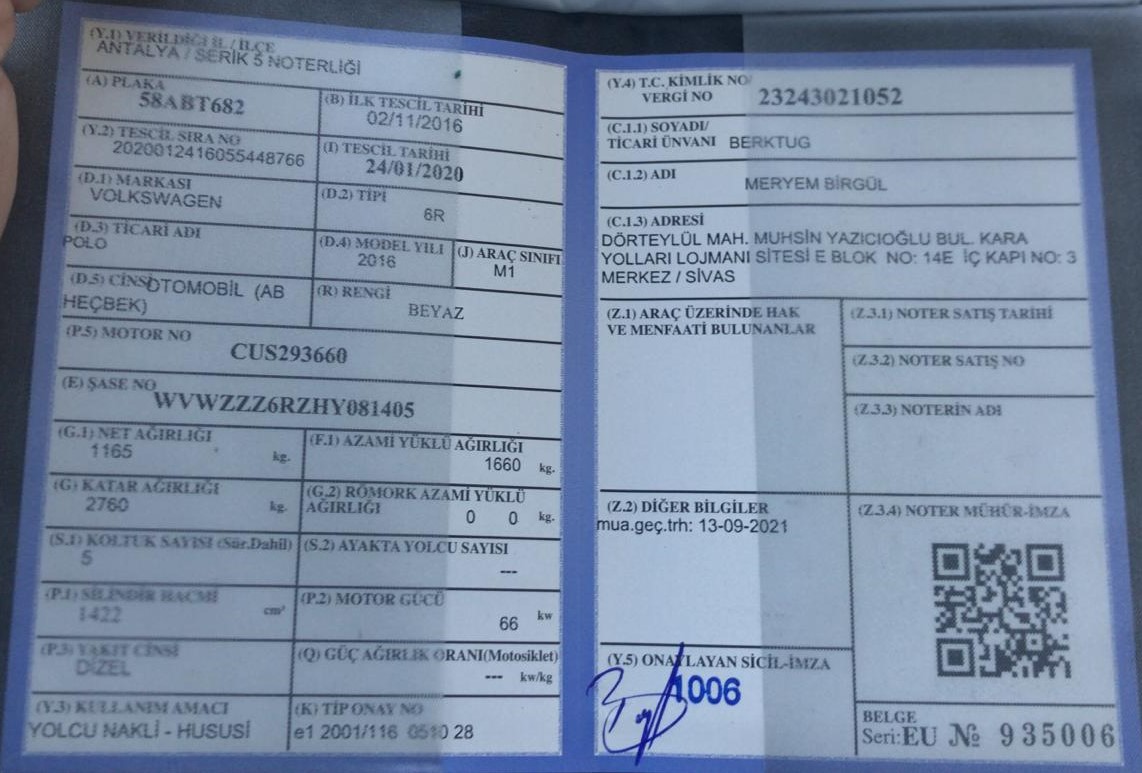 (Y.1) VERİLDİĞİ İL / İLÇE
ANTALYA / SERİK 5 NOTERLİĞİ
(A) PLAKA
58ABT682
(B) İLK TESCİL TARİHİ
02/11/2016
(Y.2) TESCİL SIRA NO
2020012416055448766
(I) TESCİL TARİHİ
24/01/2020
(D.1) MARKASI
VOLKSWAGEN
(D.2) TİPİ
6R
(D.3) TİCARİ ADI
POLO
(D.4) MODEL YILI
2016
(J) ARAÇ SINIFI
M1
(D.5) CİNSİ
OTOMOBİL (AB
HEÇBEK)
(R) RENGİ
BEYAZ
(P.5) MOTOR NO
CUS293660
(E) ŞASE NO
WVWZZZ6RZHY081405
(G.1) NET AĞIRLIĞI
1165 kg.
(F.1) AZAMİ YÜKLÜ AĞIRLIĞI
1660 kg.
(G) KATAR AĞIRLIĞI
2760 kg.
(G.2) RÖMORK AZAMİ YÜKLÜ
AĞIRLIĞI
0 0 kg.
(S.1) KOLTUK SAYISI (Sür.Dahil)
5
(S.2) AYAKTA YOLCU SAYISI
---
(P.1) SİLİNDİR HACMİ
1422 cm³
(P.2) MOTOR GÜCÜ
66 kw
(P.3) YAKIT CİNSİ
DİZEL
(Q) GÜÇ AĞIRLIK ORANI(Motosiklet)
--- kw/kg
(Y.3) KULLANIM AMACI
YOLCU NAKLİ - HUSUSİ
(K) TİP ONAY NO
e1 2001/116 0510 28
(Y.4) T.C. KİMLİK NO/
VERGİ NO
23243021052
(C.1.1) SOYADI/
TİCARİ ÜNVANI BERKTUG
(C.1.2) ADI
MERYEM BİRGÜL
(C.1.3) ADRESİ
DÖRTEYLÜL MAH. MUHSİN YAZICIOĞLU BUL. KARA
YOLLARI LOJMANI SİTESİ E BLOK NO: 14E İÇ KAPI NO: 3
MERKEZ / SİVAS
(Z.1) ARAÇ ÜZERİNDE HAK
VE MENFAATİ BULUNANLAR
(Z.3.1) NOTER SATIŞ TARİHİ
(Z.3.2) NOTER SATIŞ NO
(Z.3.3) NOTERİN ADI
(Z.2) DİĞER BİLGİLER
mua.geç.trh: 13-09-2021
(Z.3.4) NOTER MÜHÜR-İMZA
(Y.5) ONAYLAYAN SİCİL-İMZA
1006
BELGE
Seri:EU № 935006